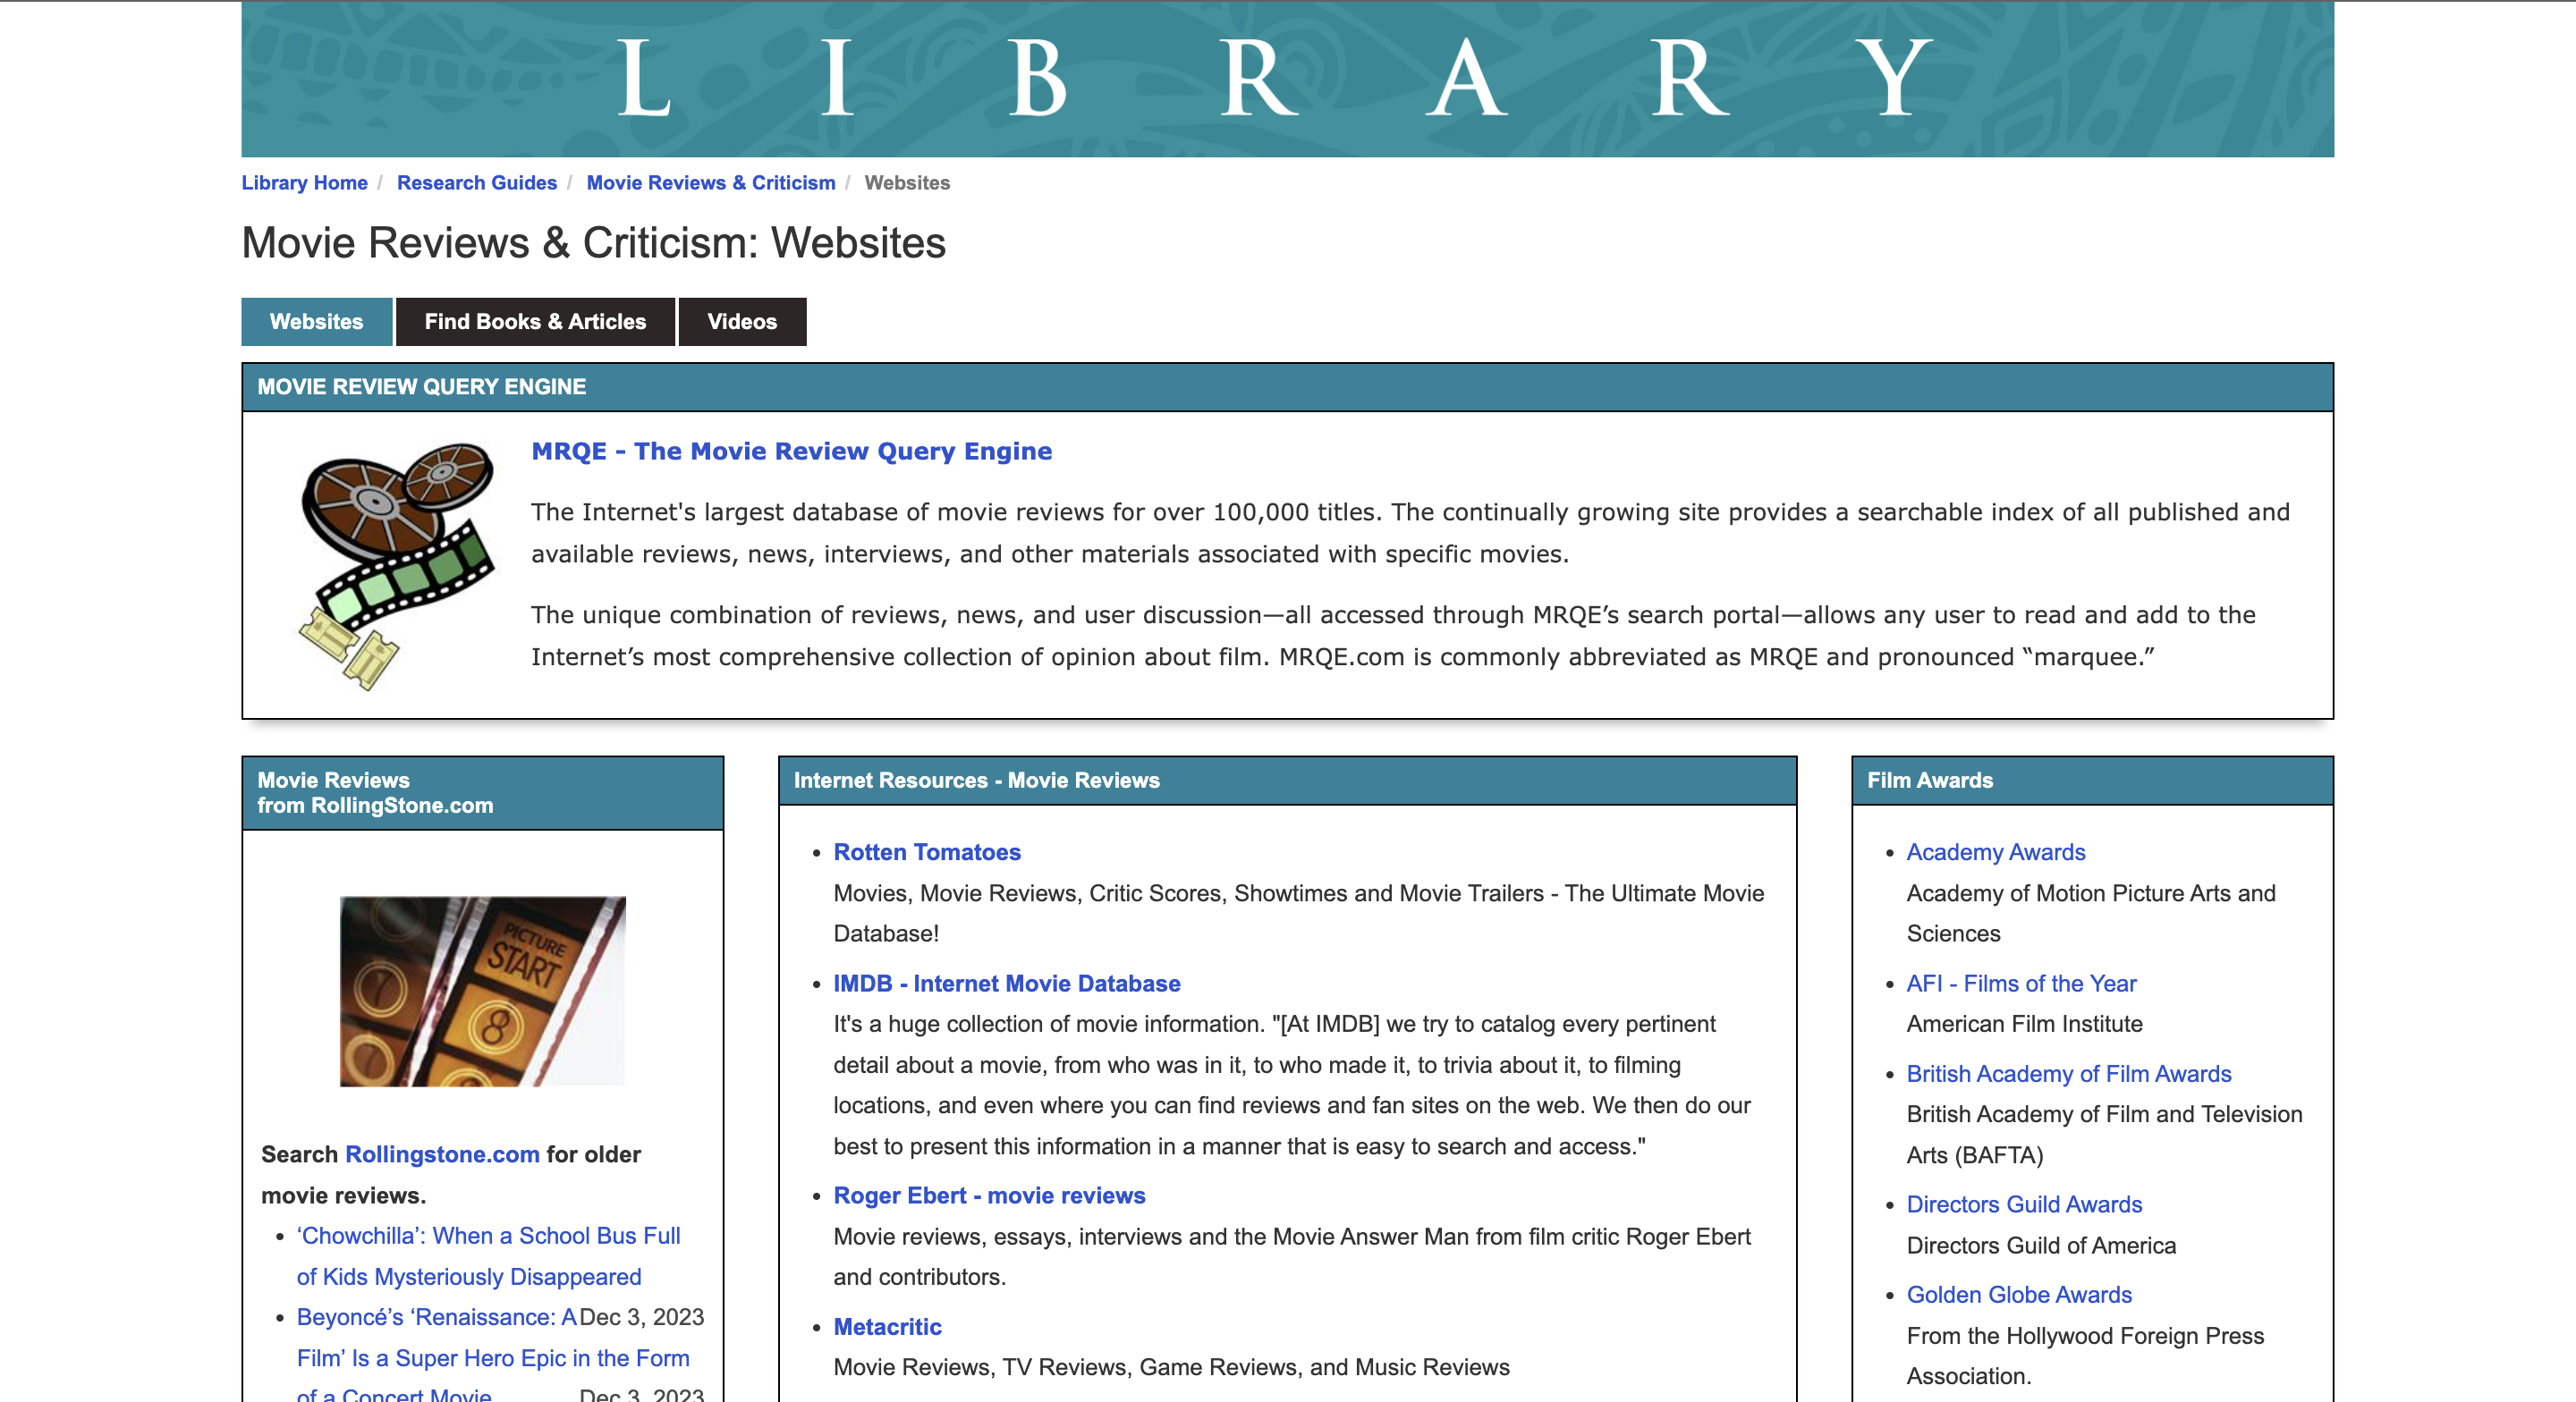 L I B R A R Y
Library Home / Research Guides / Movie Reviews & Criticism / Websites
Movie Reviews & Criticism: Websites
Websites Find Books & Articles Videos
MOVIE REVIEW QUERY ENGINE
MRQE - The Movie Review Query Engine
The Internet's largest database of movie reviews for over 100,000 titles. The continually growing site provides a searchable index of all published and
available reviews, news, interviews, and other materials associated with specific movies.
The unique combination of reviews, news, and user discussion—all accessed through MRQE’s search portal—allows any user to read and add to the
Internet’s most comprehensive collection of opinion about film. MRQE.com is commonly abbreviated as MRQE and pronounced “marquee.”
Movie Reviews
from RollingStone.com
PICTURE
START
7
8
Search Rollingstone.com for older
movie reviews.
• ‘Chowchilla’: When a School Bus Full
of Kids Mysteriously Disappeared
Dec 3, 2023
• Beyoncé’s ‘Renaissance: A
Film’ Is a Super Hero Epic in the Form
of a Concert Movie
Dec 3, 2023
Internet Resources - Movie Reviews
• Rotten Tomatoes
Movies, Movie Reviews, Critic Scores, Showtimes and Movie Trailers - The Ultimate Movie
Database!
• IMDB - Internet Movie Database
It's a huge collection of movie information. "[At IMDB] we try to catalog every pertinent
detail about a movie, from who was in it, to who made it, to trivia about it, to filming
locations, and even where you can find reviews and fan sites on the web. We then do our
best to present this information in a manner that is easy to search and access."
• Roger Ebert - movie reviews
Movie reviews, essays, interviews and the Movie Answer Man from film critic Roger Ebert
and contributors.
• Metacritic
Movie Reviews, TV Reviews, Game Reviews, and Music Reviews
Film Awards
• Academy Awards
Academy of Motion Picture Arts and
Sciences
• AFI - Films of the Year
American Film Institute
• British Academy of Film Awards
British Academy of Film and Television
Arts (BAFTA)
• Directors Guild Awards
Directors Guild of America
• Golden Globe Awards
From the Hollywood Foreign Press
Association.